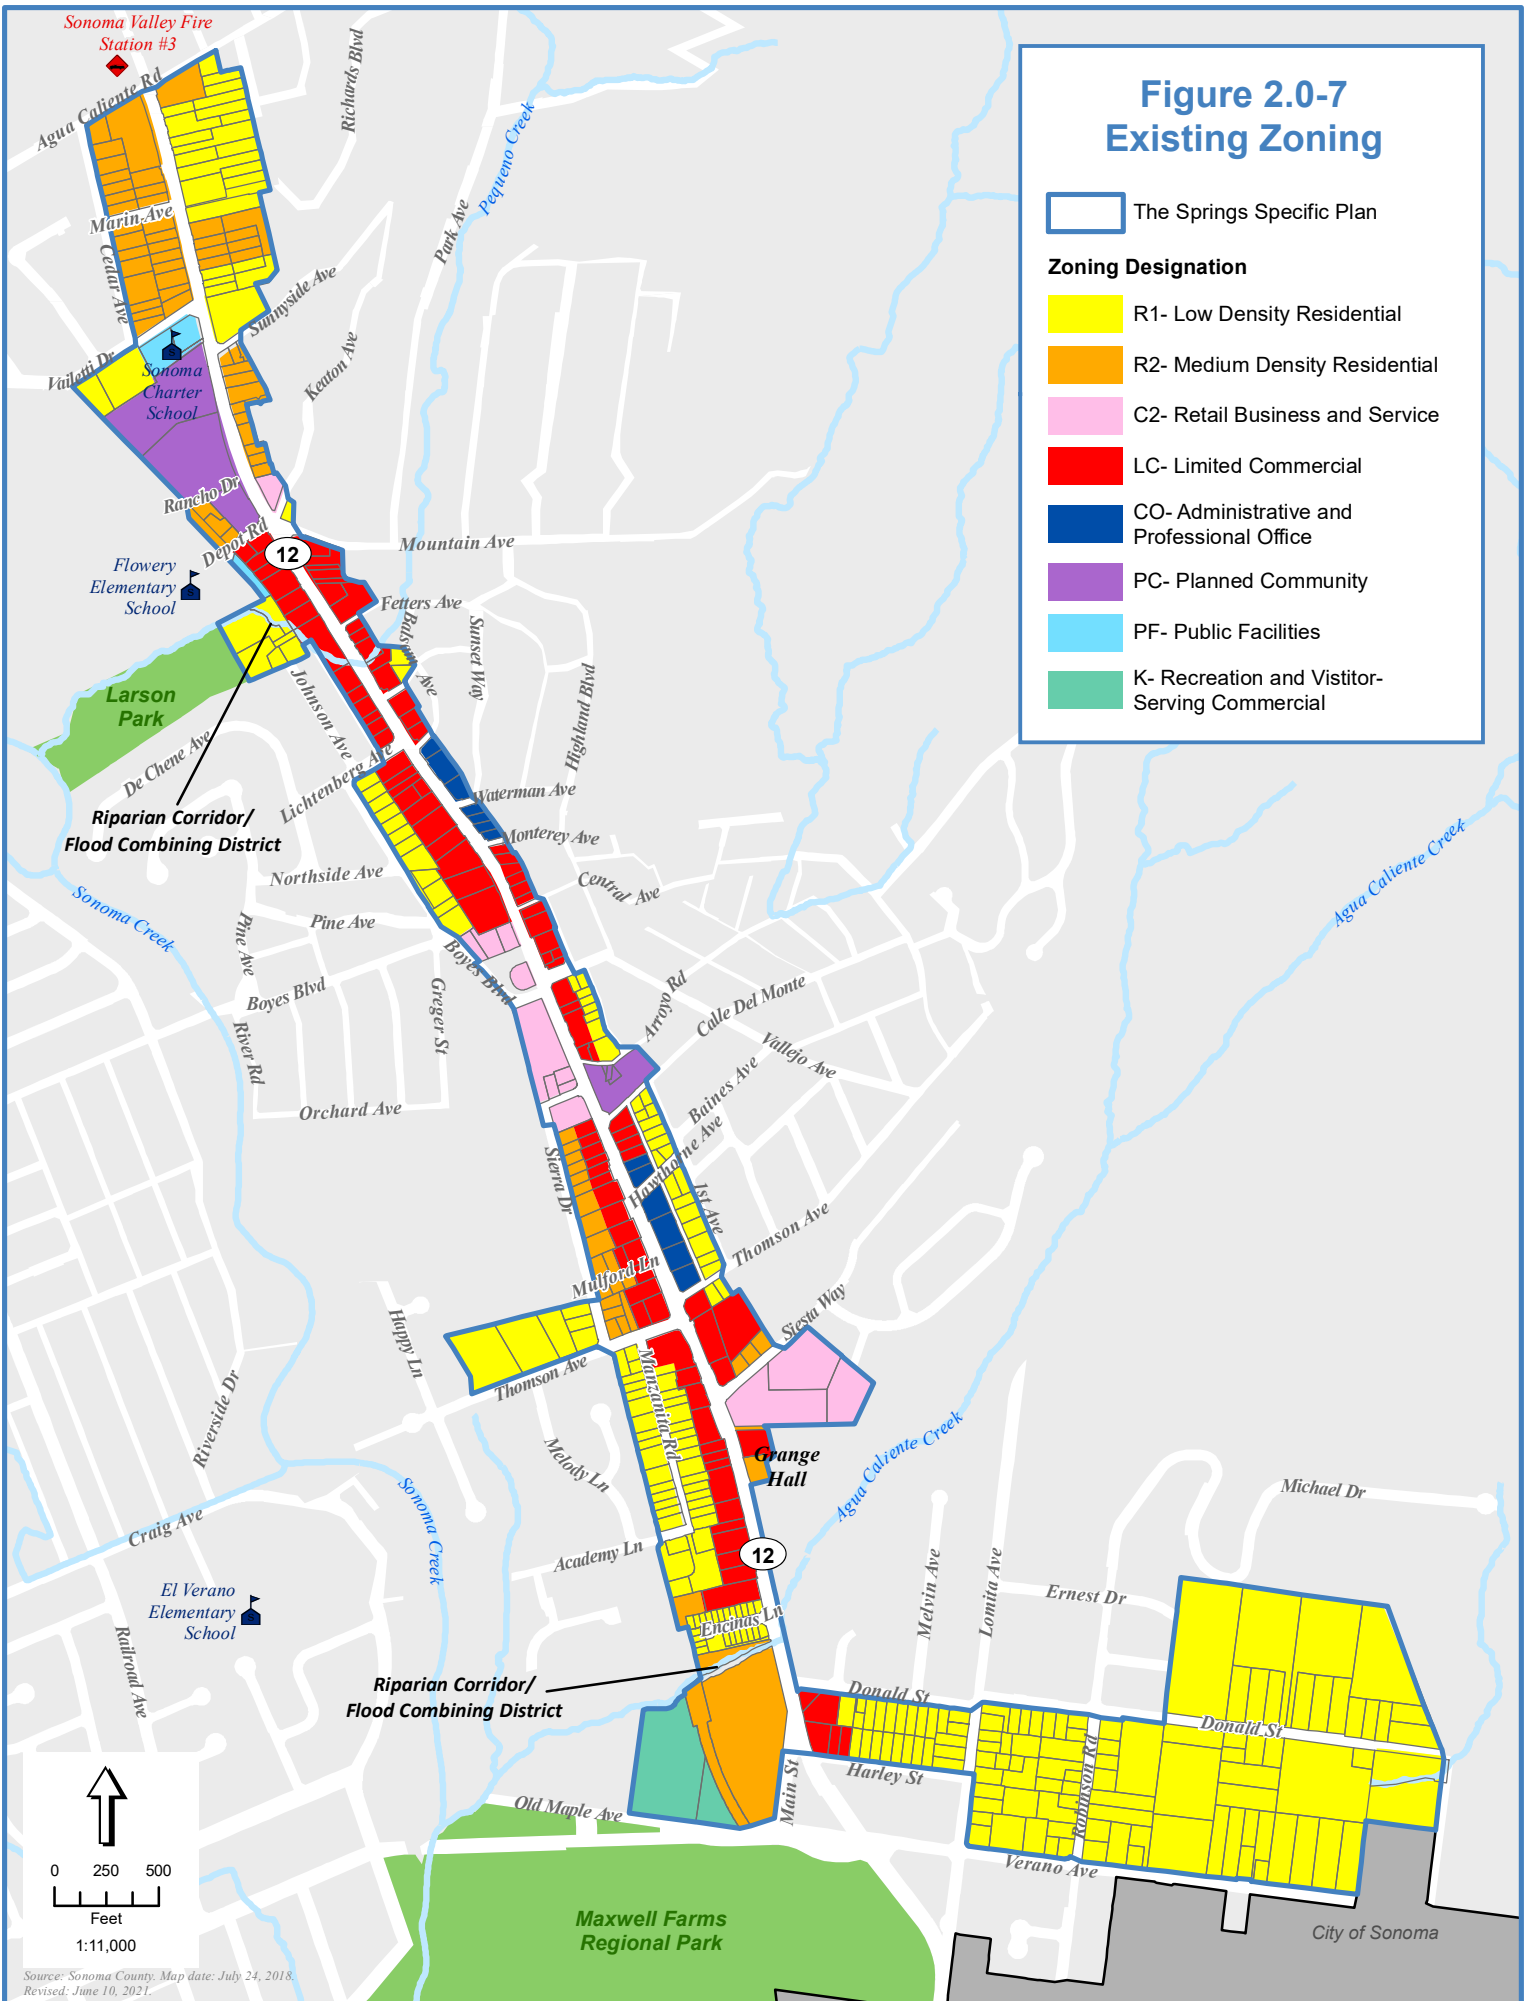 Sonoma Valley Fire
Station #3
Agua Caliente Rd
Richards Blvd
Pequeno Creek
Park Ave
Marin Ave
Cedar Ave
Sunnyside Ave
Keaton Ave
Vailetti Dr
Sonoma
Charter
School
Rancho Dr
Depot Rd
12
Mountain Ave
Flowery
Elementary
School
Fetters Ave
Balsam Ave
Sunset Way
Highland Blvd
Larson
Park
Johnson Ave
De Chene Ave
Lichtenberg Ave
Riparian Corridor/
Flood Combining District
Waterman Ave
Monterey Ave
Northside Ave
Central Ave
Sonoma Creek
Pine Ave
Pine Ave
Boyes Blvd
Boyes Blvd
Greger St
River Rd
Arroyo Rd
Calle Del Monte
Vallejo Ave
Baines Ave
Orchard Ave
Hawthorne Ave
Sierra Dr
1st Ave
Thomson Ave
Mulford Ln
Siesta Way
Happy Ln
Thomson Ave
Manzanita Rd
Riverside Dr
Melody Ln
Grange
Hall
Agua Caliente Creek
Agua Caliente Creek
Sonoma Creek
Craig Ave
Academy Ln
12
Michael Dr
Melvin Ave
Lomita Ave
Ernest Dr
El Verano
Elementary
School
Railroad Ave
Encinas Ln
Riparian Corridor/
Flood Combining District
Donald St
Donald St
Robinson Rd
Harley St
Main St
Old Maple Ave
Verano Ave
Maxwell Farms
Regional Park
City of Sonoma
Figure 2.0-7
Existing Zoning
The Springs Specific Plan
Zoning Designation
R1- Low Density Residential
R2- Medium Density Residential
C2- Retail Business and Service
LC- Limited Commercial
CO- Administrative and
Professional Office
PC- Planned Community
PF- Public Facilities
K- Recreation and Vistitor-
Serving Commercial
0 250 500
Feet
1:11,000
Source: Sonoma County. Map date: July 24, 2018.
Revised: June 10, 2021.